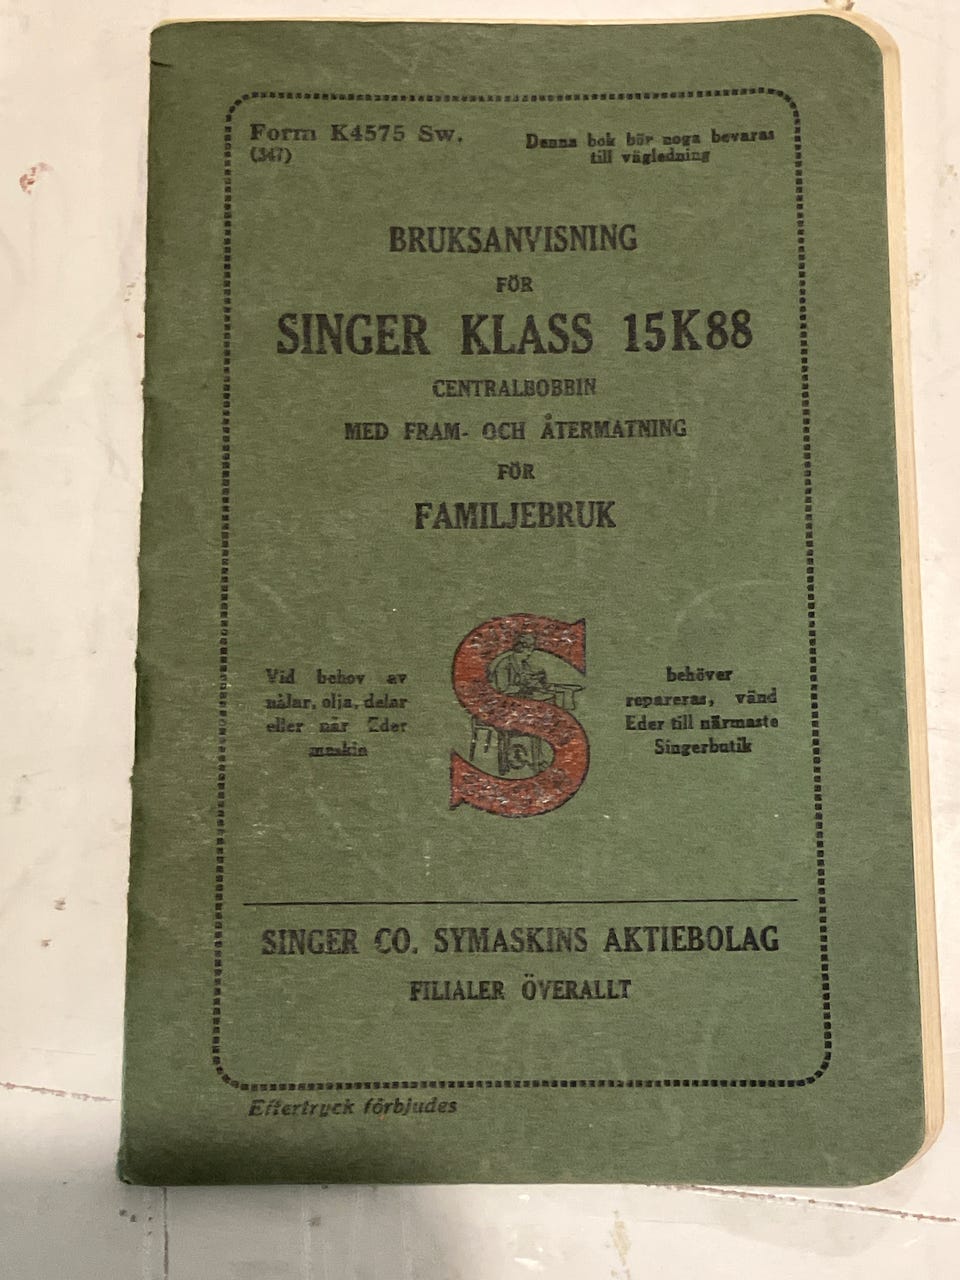 Form K4575 Sw.
(347)
Denna bok bör noga bevaras
till vägledning
BRUKSANVISNING
FÖR
SINGER KLASS 15K88
CENTRALBOBBIN
MED FRAM- OCH ÅTERMATNING
FÖR
FAMILJEBRUK
Vid behov av
nålar, olja, delar
eller när Eder
maskin
S
behöver
repareras, vänd
Eder till närmaste
Singerbutik
SINGER CO. SYMASKINS AKTIEBOLAG
FILIALER ÖVERALLT
Eftertryck förbjudes